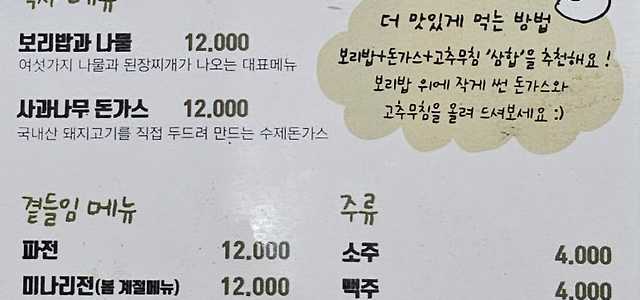 식사 메뉴
보리밥과 나물 12,000
여섯가지 나물과 된장찌개가 나오는 대표메뉴
사과나무 돈가스 12,000
국내산 돼지고기를 직접 두드려 만드는 수제돈가스
더 맛있게 먹는 방법
보리밥+돈가스+고추무침 '삼합'을 추천해요 !
보리밥 위에 작게 썬 돈가스와
고추무침을 올려 드셔보세요 :)
곁들임 메뉴
파전 12.000
미나리전(봄 계절메뉴) 12,000
주류
소주 4.000
맥주 4,000